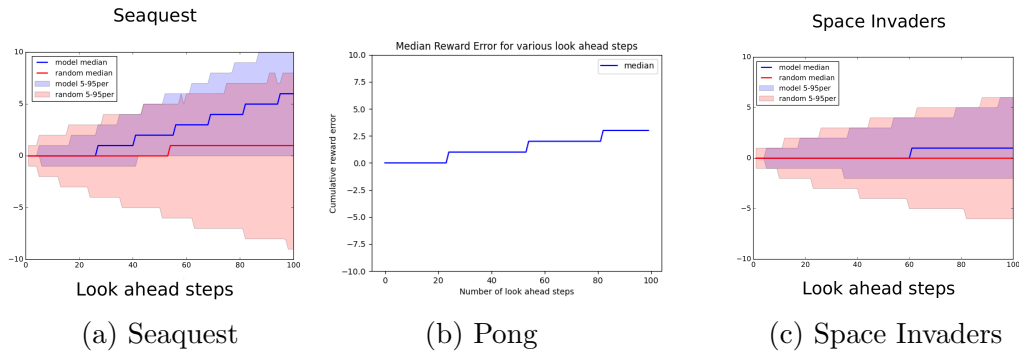 Seaquest
10
5
0
−5
−10
model median
random median
model 5-95per
random 5-95per
0 20 40 60 80 100
Look ahead steps
(a) Seaquest
Median Reward Error for various look ahead steps
Cumulative reward error
10.0
7.5
5.0
2.5
0.0
−2.5
−5.0
−7.5
−10.0
median
0 20 40 60 80 100
Number of look ahead steps
(b) Pong
Space Invaders
10
5
0
−5
−10
model median
random median
model 5-95per
random 5-95per
0 20 40 60 80 100
Look ahead steps
(c) Space Invaders